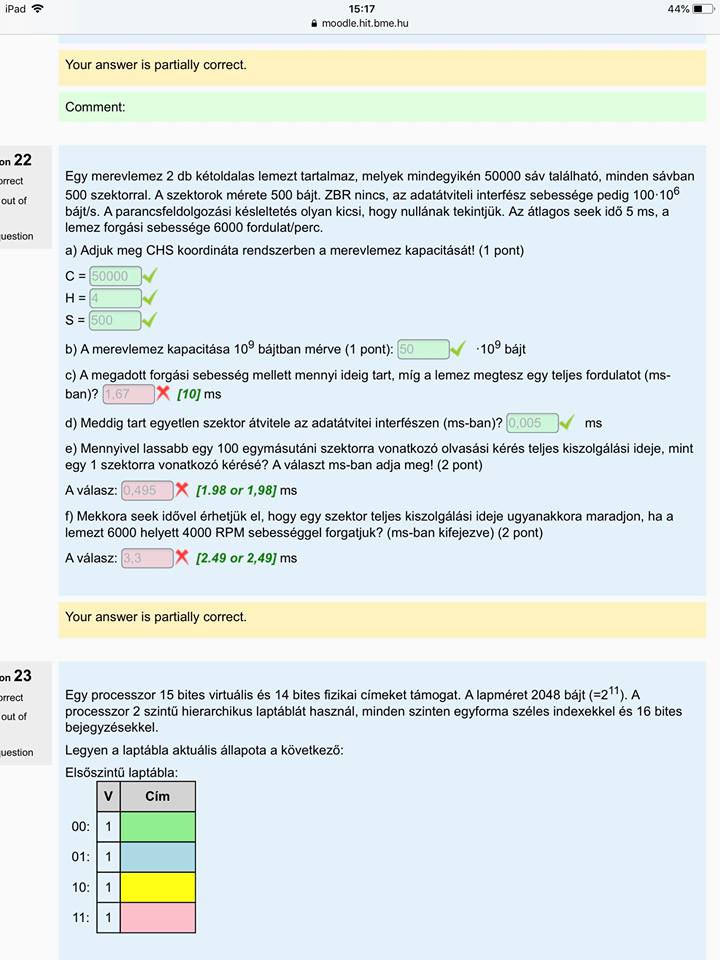 iPad 15:17 44%
moodle.hit.bme.hu
Your answer is partially correct.
Comment:
on 22
orrect
out of
uestion
Egy merevlemez 2 db kétoldalas lemezt tartalmaz, melyek mindegyikén 50000 sáv található, minden sávban
500 szektorral. A szektorok mérete 500 bájt. ZBR nincs, az adatátviteli interfész sebessége pedig 100·10⁶
bájt/s. A parancsfeldolgozási késleltetés olyan kicsi, hogy nullának tekintjük. Az átlagos seek idő 5 ms, a
lemez forgási sebessége 6000 fordulat/perc.
a) Adjuk meg CHS koordináta rendszerben a merevlemez kapacitását! (1 pont)
C = 50000
H = 4
S = 500
b) A merevlemez kapacitása 10⁹ bájtban mérve (1 pont): 50 ·10⁹ bájt
c) A megadott forgási sebesség mellett mennyi ideig tart, míg a lemez megtesz egy teljes fordulatot (ms-
ban)? 1,67 [10] ms
d) Meddig tart egyetlen szektor átvitele az adatátvitei interfészen (ms-ban)? 0,005 ms
e) Mennyivel lassabb egy 100 egymásutáni szektorra vonatkozó olvasási kérés teljes kiszolgálási ideje, mint
egy 1 szektorra vonatkozó kérésé? A választ ms-ban adja meg! (2 pont)
A válasz: 0,495 [1.98 or 1,98] ms
f) Mekkora seek idővel érhetjük el, hogy egy szektor teljes kiszolgálási ideje ugyanakkora maradjon, ha a
lemezt 6000 helyett 4000 RPM sebességgel forgatjuk? (ms-ban kifejezve) (2 pont)
A válasz: 3,3 [2.49 or 2,49] ms
Your answer is partially correct.
on 23
orrect
out of
uestion
Egy processzor 15 bites virtuális és 14 bites fizikai címeket támogat. A lapméret 2048 bájt (=2¹¹). A
processzor 2 szintű hierarchikus laptáblát használ, minden szinten egyforma széles indexekkel és 16 bites
bejegyzésekkel.
Legyen a laptábla aktuális állapota a következő:
Elsőszintű laptábla:
V Cím
00: 1
01: 1
10: 1
11: 1